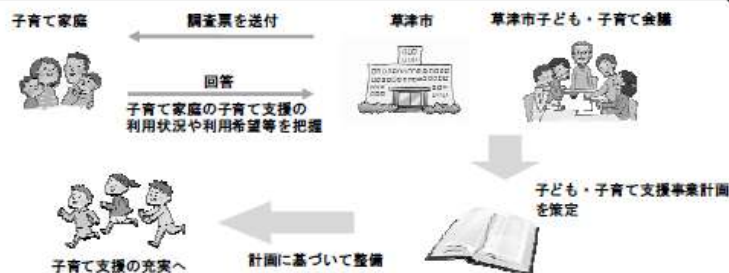 子育て家庭
調査票を送付
草津市
草津市子ども・子育て会議
回答
子育て家庭の子育て支援の
利用状況や利用希望等を把握
子ども・子育て支援事業計画
を策定
計画に基づいて整備
子育て支援の充実へ